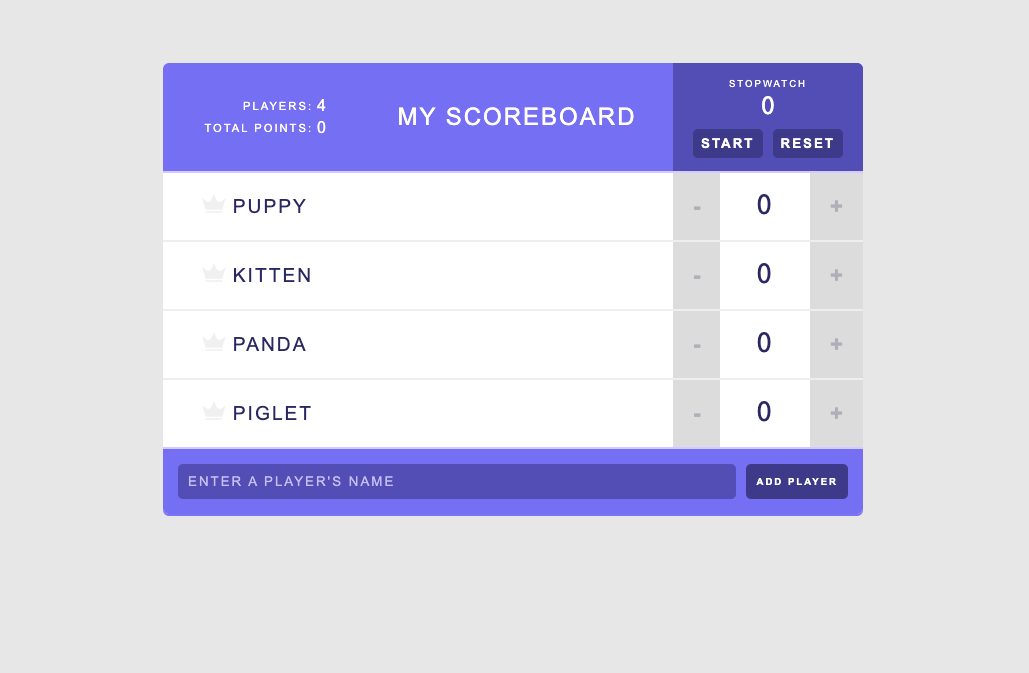 PLAYERS: 4
TOTAL POINTS: 0
MY SCOREBOARD
STOPWATCH
0
START RESET
PUPPY - 0 +
KITTEN - 0 +
PANDA - 0 +
PIGLET - 0 +
ENTER A PLAYER'S NAME ADD PLAYER